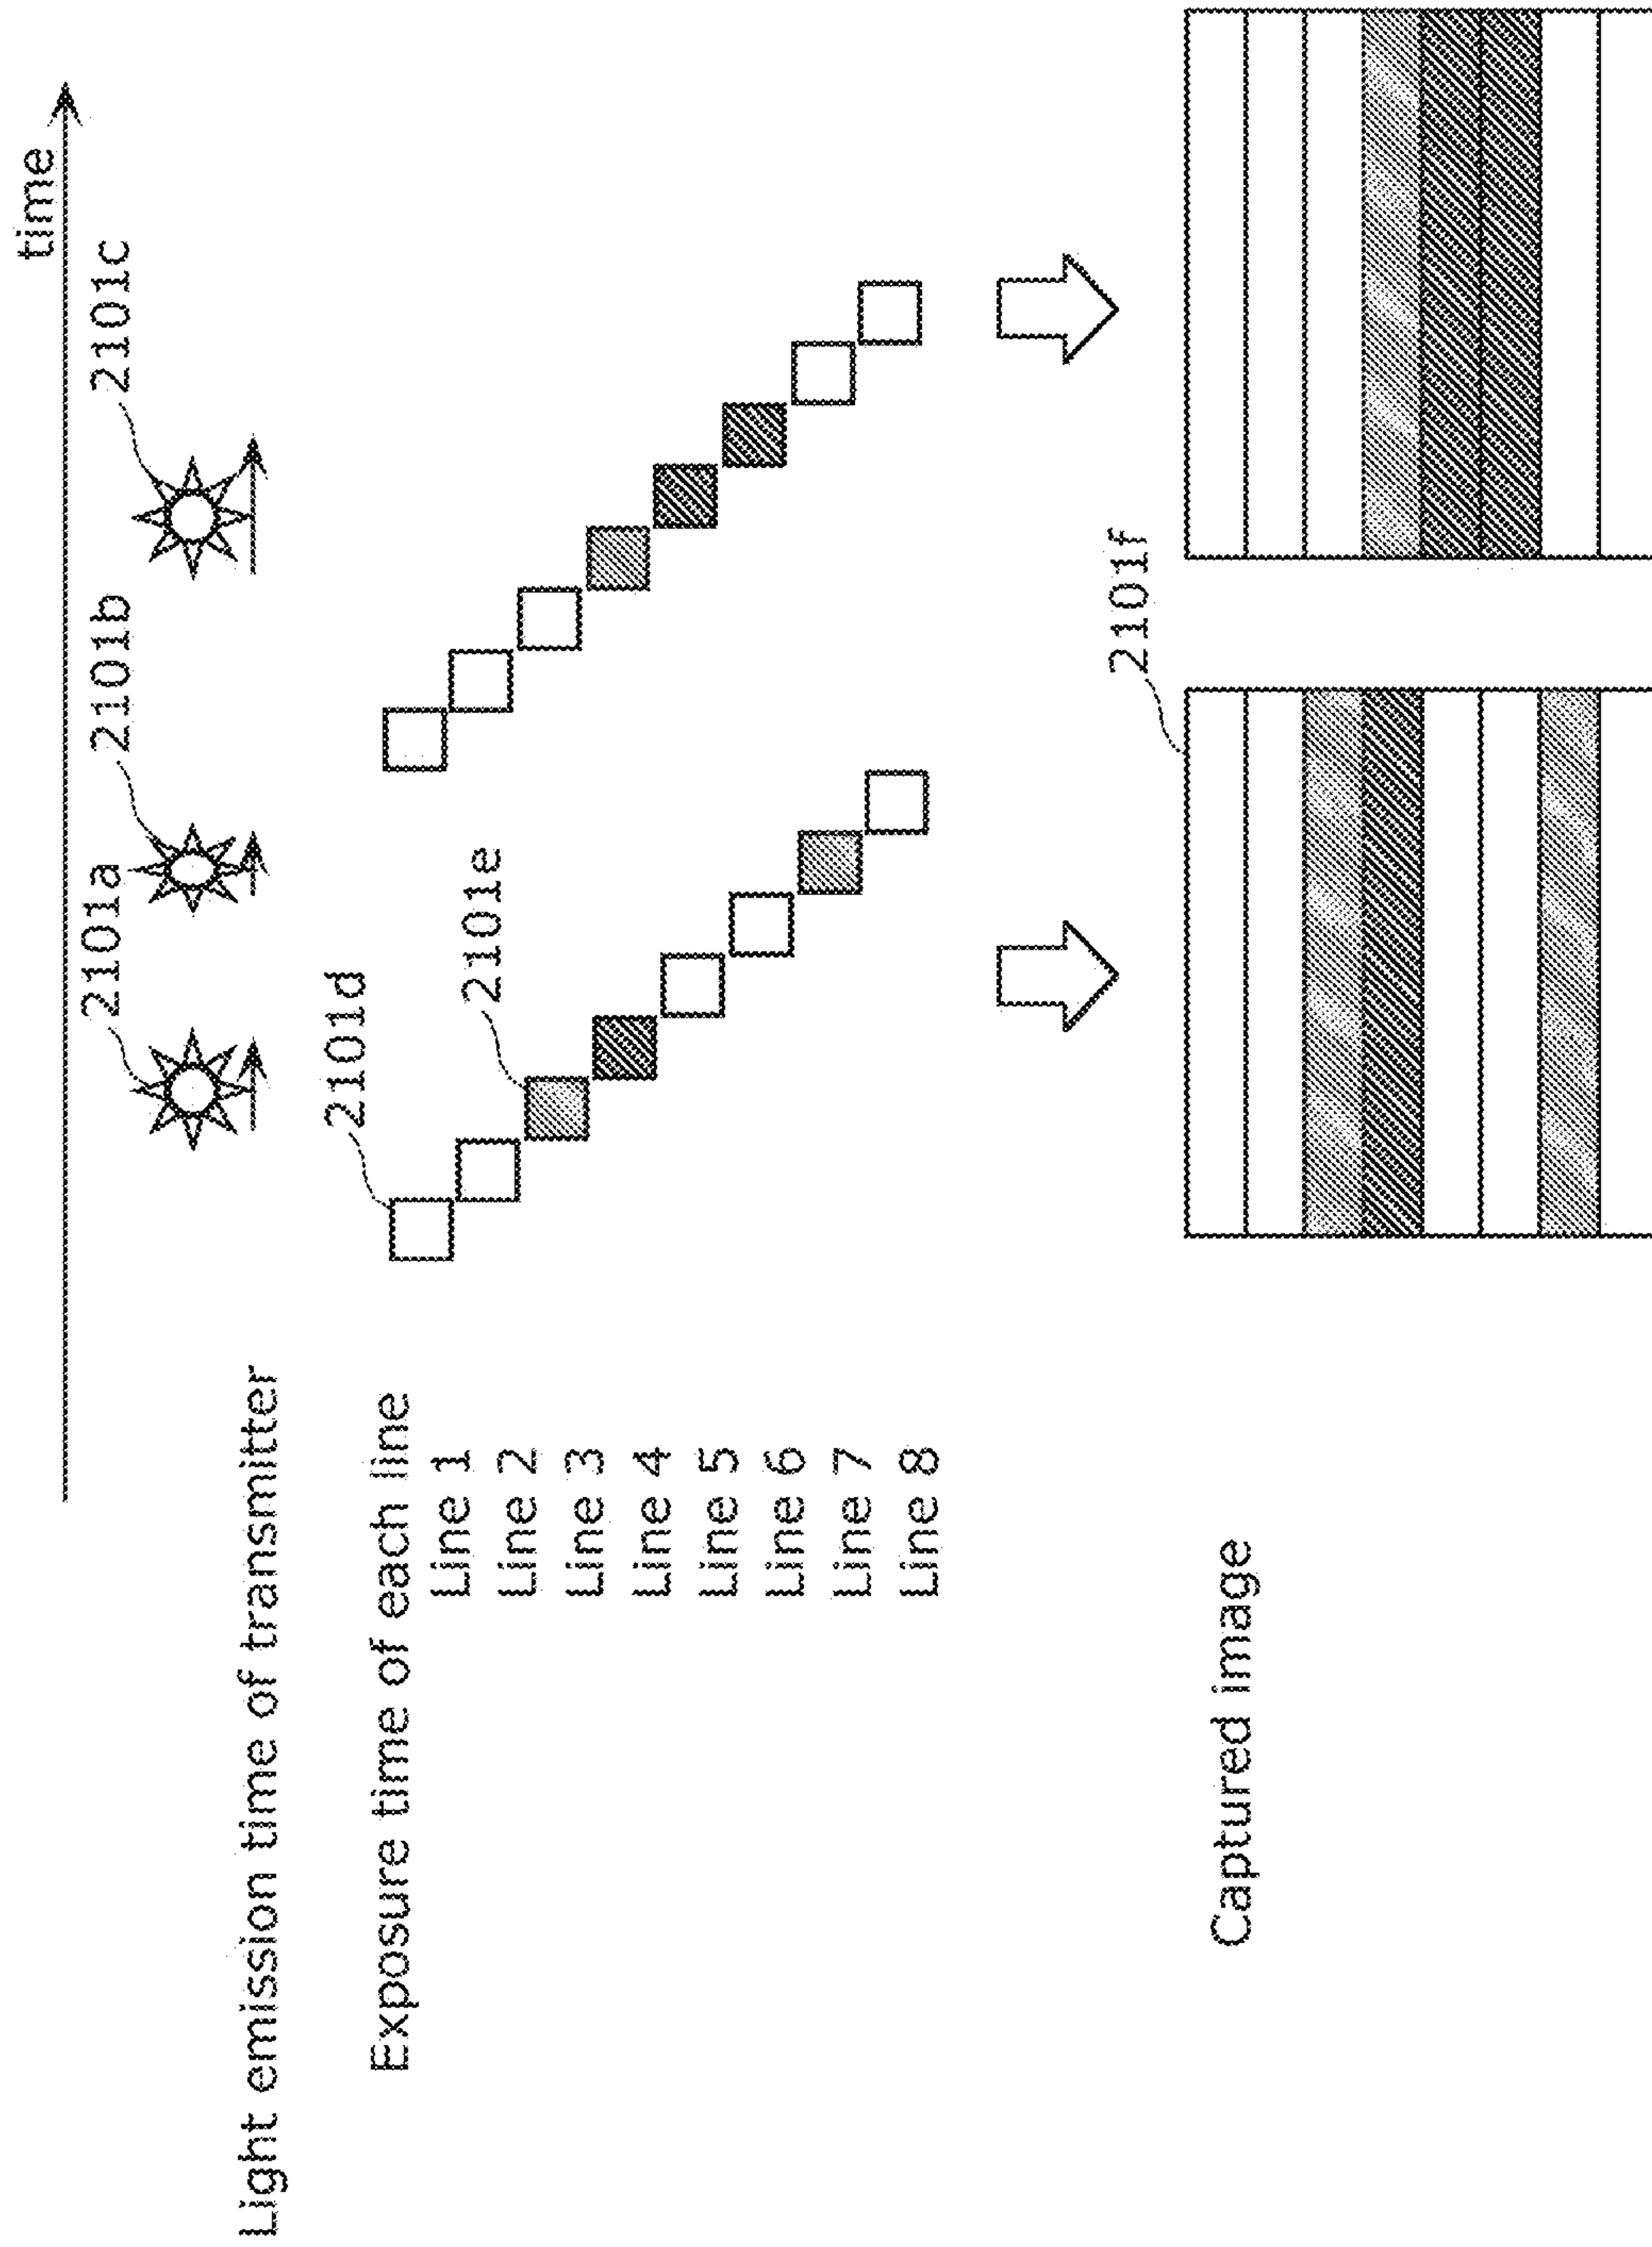 time
2101a
2101b
2101c
Light emission time of transmitter
2101d
2101e
Exposure time of each line
Line 1
Line 2
Line 3
Line 4
Line 5
Line 6
Line 7
Line 8
2101f
Captured image